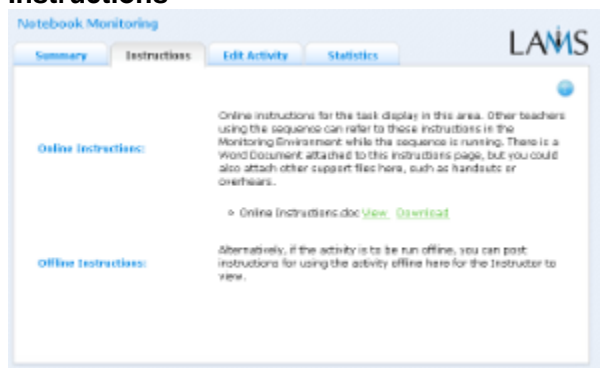 Instructions
Notebook Monitoring
LAMS
Summary Instructions Edit Activity Statistics
Online instructions for the task display in this area. Other teachers
using the sequence can refer to these instructions in the
Online Instructions: Monitoring Environment while the sequence is running. There is a
Word Document attached to this instructions page, but you could
also attach other support files here, such as handouts or
overhears.
Online Instructions.doc View Download
Alternatively, if the activity is to be run offline, you can post
Offline Instructions: instructions for using the activity offline here for the Instructor to
view.